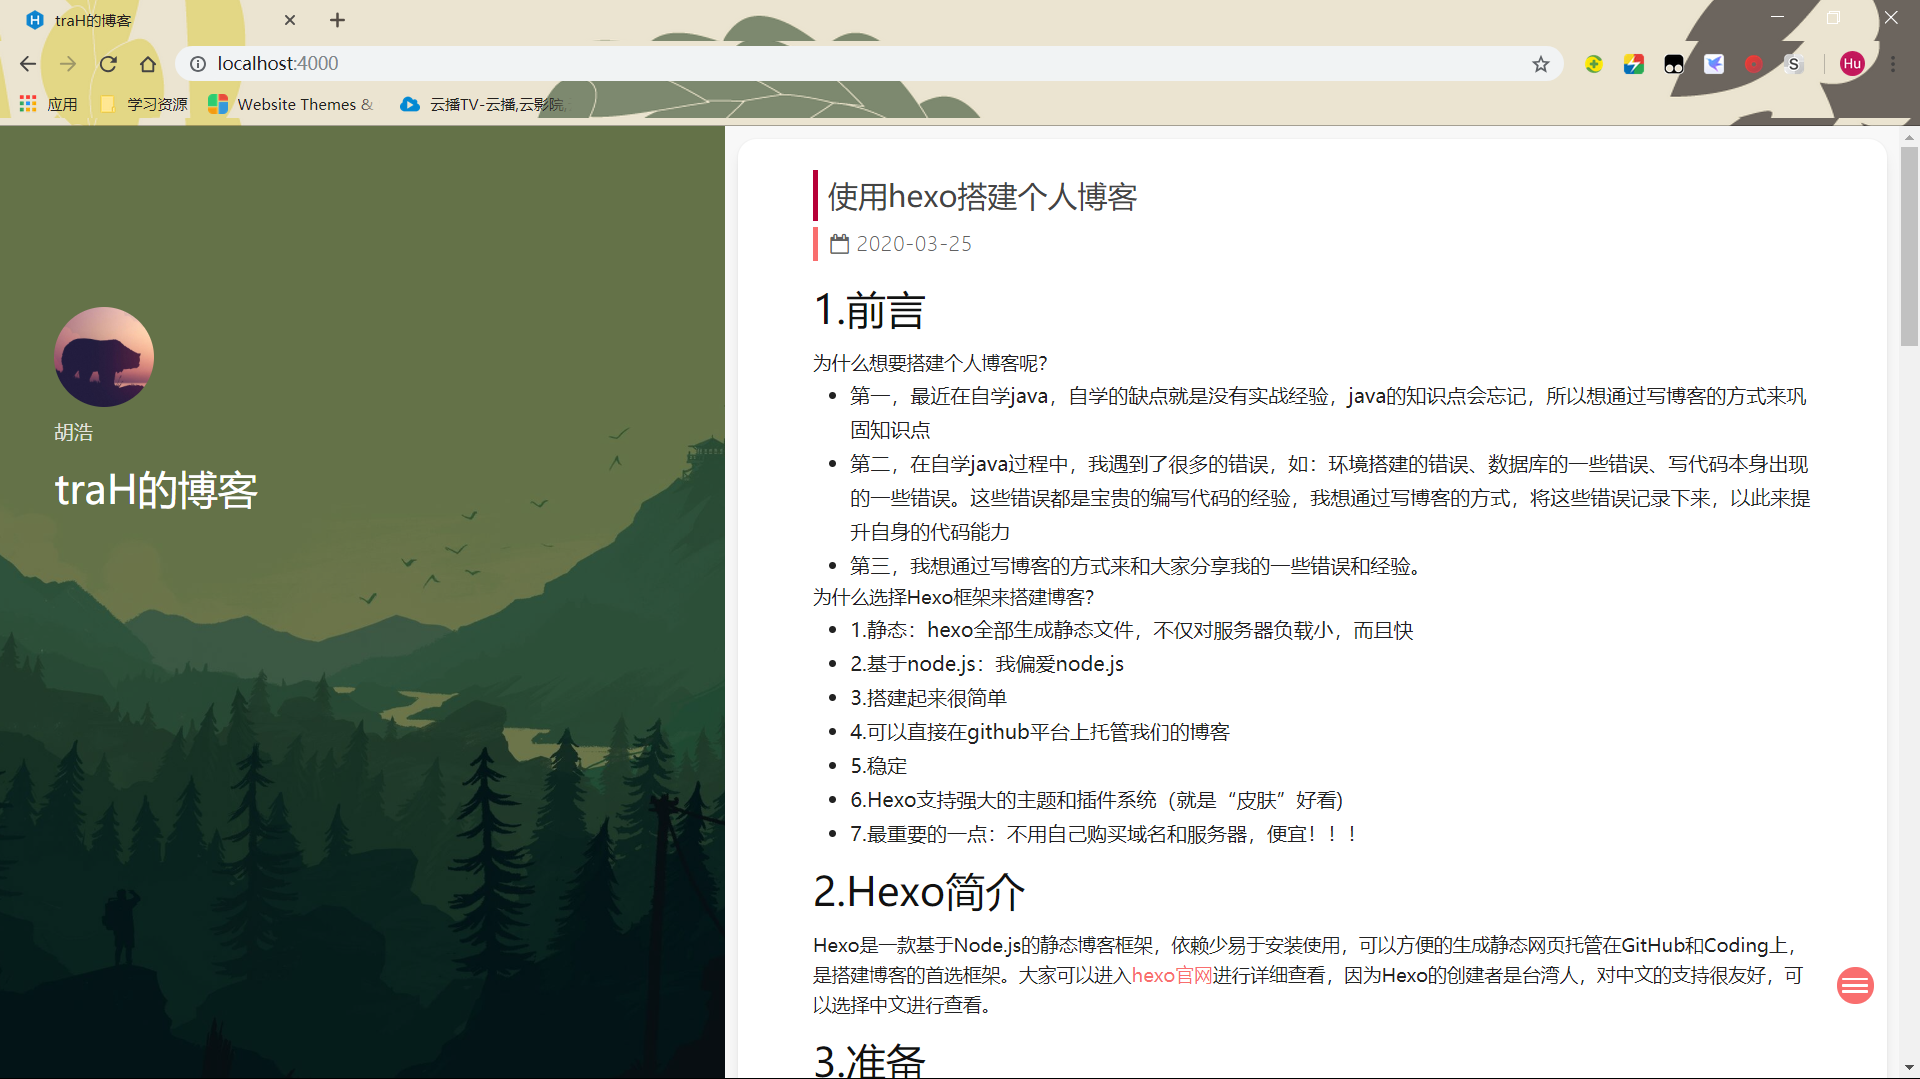 traH的博客
localhost:4000
S
Hu
应用
学习资源
Website Themes &
云播TV-云播,云影院,
使用hexo搭建个人博客
2020-03-25
1.前言
为什么想要搭建个人博客呢?
第一，最近在自学java，自学的缺点就是没有实战经验，java的知识点会忘记，所以想通过写博客的方式来巩
固知识点
第二，在自学java过程中，我遇到了很多的错误，如：环境搭建的错误、数据库的一些错误、写代码本身出现
的一些错误。这些错误都是宝贵的编写代码的经验，我想通过写博客的方式，将这些错误记录下来，以此来提
升自身的代码能力
第三，我想通过写博客的方式来和大家分享我的一些错误和经验。
为什么选择Hexo框架来搭建博客?
1.静态：hexo全部生成静态文件，不仅对服务器负载小，而且快
2.基于node.js：我偏爱node.js
3.搭建起来很简单
4.可以直接在github平台上托管我们的博客
5.稳定
6.Hexo支持强大的主题和插件系统（就是“皮肤”好看)
7.最重要的一点：不用自己购买域名和服务器，便宜！！！
2.Hexo简介
Hexo是一款基于Node.js的静态博客框架，依赖少易于安装使用，可以方便的生成静态网页托管在GitHub和Coding上，
是搭建博客的首选框架。大家可以进入hexo官网进行详细查看，因为Hexo的创建者是台湾人，对中文的支持很友好，可
以选择中文进行查看。
3.准备
胡浩
traH的博客